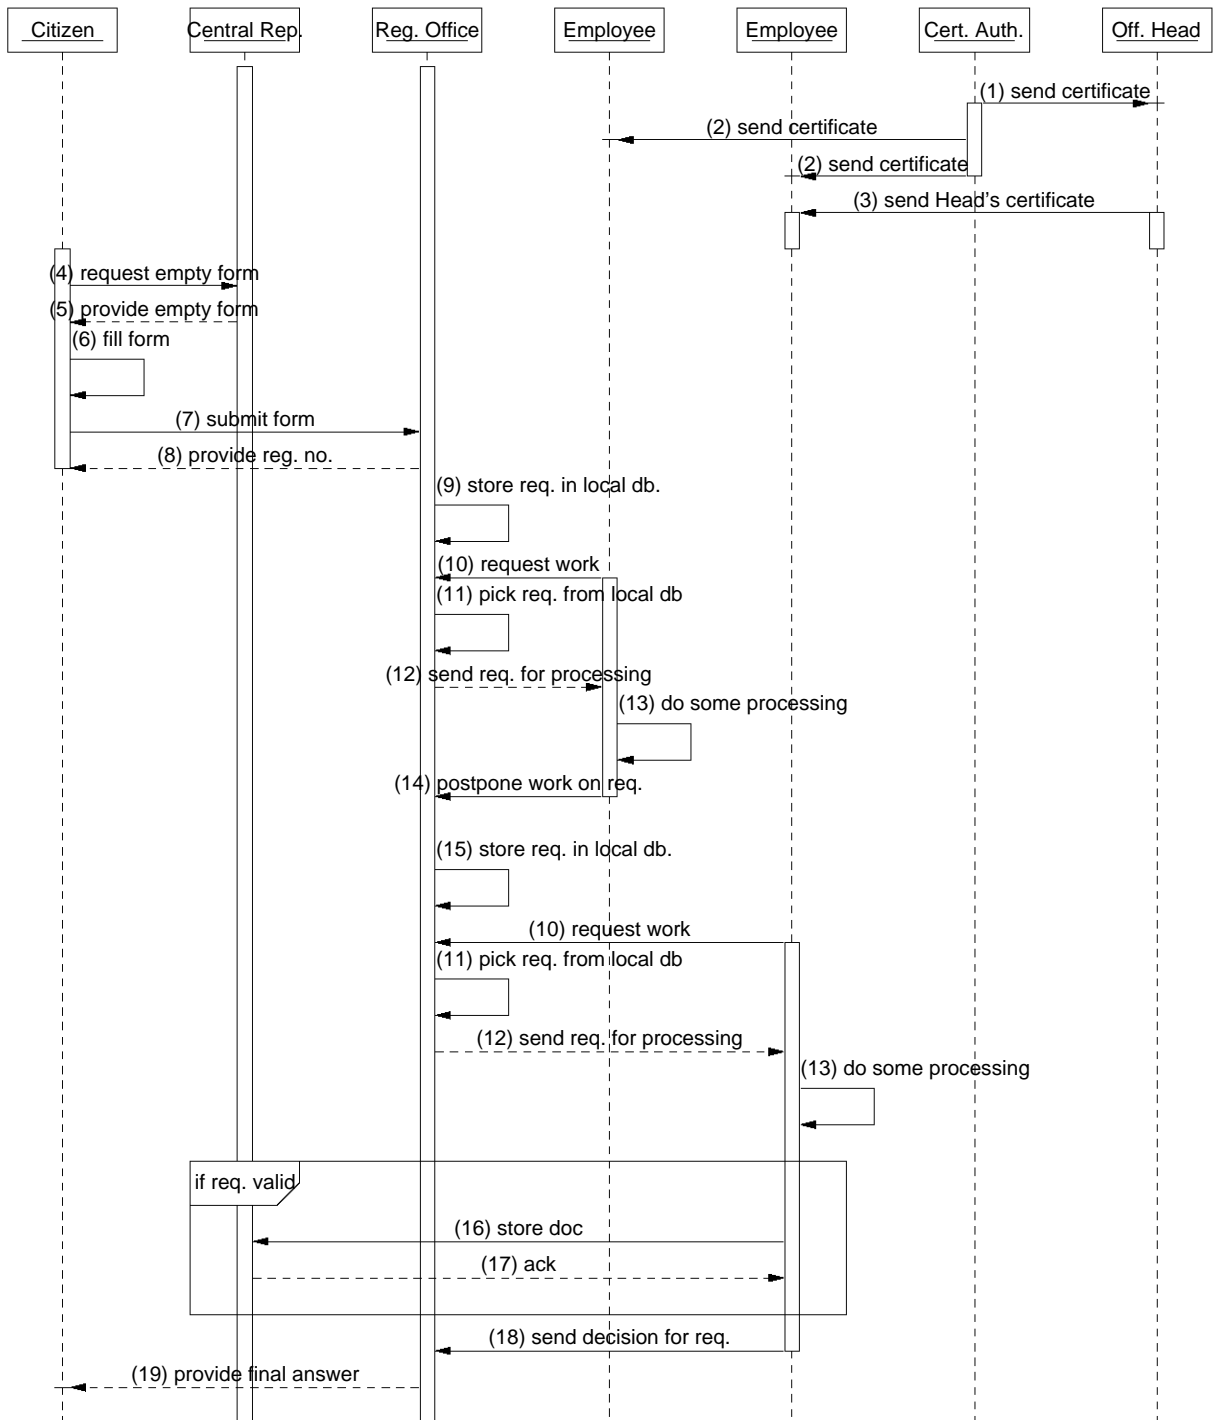 Citizen
Central Rep.
Reg. Office
Employee
Employee
Cert. Auth.
Off. Head
(1) send certificate
(2) send certificate
(2) send certificate
(3) send Head's certificate
(4) request empty form
(5) provide empty form
(6) fill form
(7) submit form
(8) provide reg. no.
(9) store req. in local db.
(10) request work
(11) pick req. from local db
(12) send req. for processing
(13) do some processing
(14) postpone work on req.
(15) store req. in local db.
(10) request work
(11) pick req. from local db
(12) send req. for processing
(13) do some processing
if req. valid
(16) store doc
(17) ack
(18) send decision for req.
(19) provide final answer